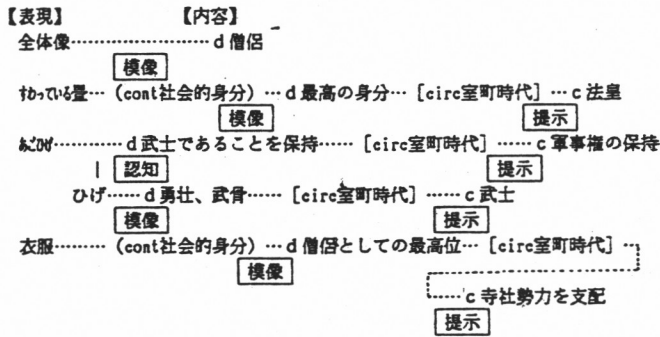 【表現】 【内容】
全体像……………………d 僧侶
模像
すわっている畳…（cont社会的身分）…d 最高の身分…［circ室町時代］…c 法皇
模像 提示
あごひげ…………d 武士であることを保持……［circ室町時代］……c 軍事権の保持
｜ 認知 提示
ひげ……d 勇壮、武骨……［circ室町時代］……c 武士
模像 提示
衣服………（cont社会的身分）…d 僧侶としての最高位…［circ室町時代］…
模像
……c 寺社勢力を支配
提示